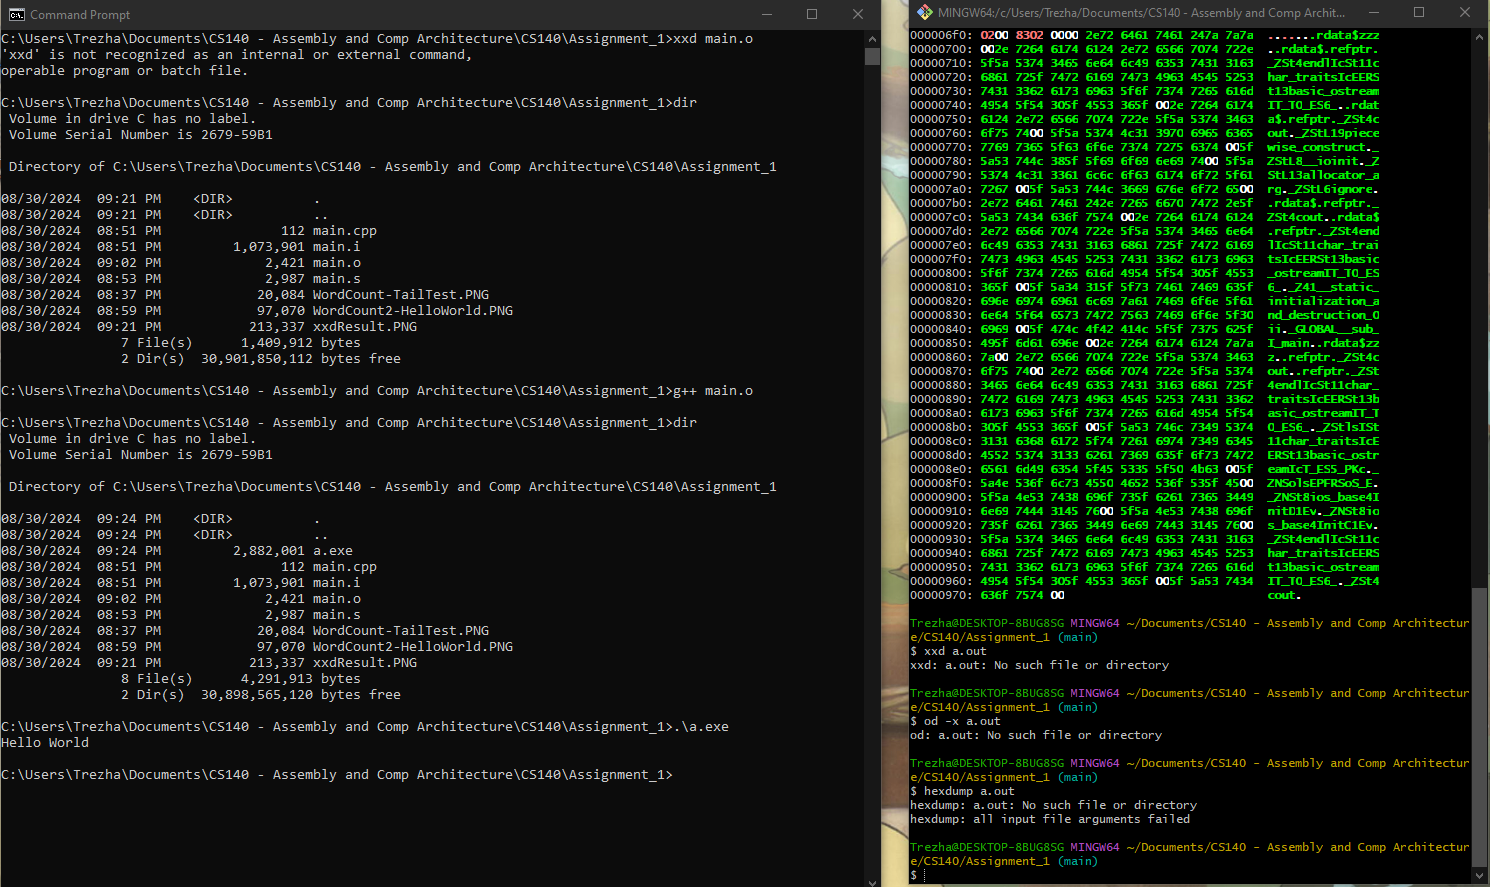 Command Prompt
C:\Users\Trezha\Documents\CS140 - Assembly and Comp Architecture\CS140\Assignment_1>xxd main.o
'xxd' is not recognized as an internal or external command,
operable program or batch file.
C:\Users\Trezha\Documents\CS140 - Assembly and Comp Architecture\CS140\Assignment_1>dir
 Volume in drive C has no label.
 Volume Serial Number is 2679-59B1
 Directory of C:\Users\Trezha\Documents\CS140 - Assembly and Comp Architecture\CS140\Assignment_1
08/30/2024  09:21 PM    <DIR>          .
08/30/2024  09:21 PM    <DIR>          ..
08/30/2024  08:51 PM               112 main.cpp
08/30/2024  08:51 PM         1,073,901 main.i
08/30/2024  09:02 PM             2,421 main.o
08/30/2024  08:53 PM             2,987 main.s
08/30/2024  08:37 PM            20,084 WordCount-TailTest.PNG
08/30/2024  08:59 PM            97,070 WordCount2-HelloWorld.PNG
08/30/2024  09:21 PM           213,337 xxdResult.PNG
               7 File(s)      1,409,912 bytes
               2 Dir(s)  30,901,850,112 bytes free
C:\Users\Trezha\Documents\CS140 - Assembly and Comp Architecture\CS140\Assignment_1>g++ main.o
C:\Users\Trezha\Documents\CS140 - Assembly and Comp Architecture\CS140\Assignment_1>dir
 Volume in drive C has no label.
 Volume Serial Number is 2679-59B1
 Directory of C:\Users\Trezha\Documents\CS140 - Assembly and Comp Architecture\CS140\Assignment_1
08/30/2024  09:24 PM    <DIR>          .
08/30/2024  09:24 PM    <DIR>          ..
08/30/2024  09:24 PM         2,882,001 a.exe
08/30/2024  08:51 PM               112 main.cpp
08/30/2024  08:51 PM         1,073,901 main.i
08/30/2024  09:02 PM             2,421 main.o
08/30/2024  08:53 PM             2,987 main.s
08/30/2024  08:37 PM            20,084 WordCount-TailTest.PNG
08/30/2024  08:59 PM            97,070 WordCount2-HelloWorld.PNG
08/30/2024  09:21 PM           213,337 xxdResult.PNG
               8 File(s)      4,291,913 bytes
               2 Dir(s)  30,898,565,120 bytes free
C:\Users\Trezha\Documents\CS140 - Assembly and Comp Architecture\CS140\Assignment_1>.\a.exe
Hello World
C:\Users\Trezha\Documents\CS140 - Assembly and Comp Architecture\CS140\Assignment_1>
MINGW64:/c/Users/Trezha/Documents/CS140 - Assembly and Comp Archit...
000006f0: 0200 8302 0000 2e72 6461 7461 247a 7a7a  .......rdata$zzz
00000700: 002e 7264 6174 6124 2e72 6566 7074 722e  ..rdata$.refptr.
00000710: 5f5a 5374 3465 6e64 6c49 6353 7431 3163  _ZSt4endlIcSt11c
00000720: 6861 725f 7472 6169 7473 4963 4545 5253  har_traitsIcEERS
00000730: 7431 3362 6173 6963 5f6f 7374 7265 616d  t13basic_ostream
00000740: 4954 5f54 305f 4553 365f 002e 7264 6174  IT_T0_ES6_..rdat
00000750: 6124 2e72 6566 7074 722e 5f5a 5374 3463  a$.refptr._ZSt4c
00000760: 6f75 7400 5f5a 5374 4c31 3970 6965 6365  out._ZStL19piece
00000770: 7769 7365 5f63 6f6e 7374 7275 6374 005f  wise_construct._
00000780: 5a53 744c 385f 5f69 6f69 6e69 7400 5f5a  ZStL8__ioinit._Z
00000790: 5374 4c31 3361 6c6c 6f63 6174 6f72 5f61  StL13allocator_a
000007a0: 7267 005f 5a53 744c 3669 676e 6f72 6500  rg._ZStL6ignore.
000007b0: 2e72 6461 7461 242e 7265 6670 7472 2e5f  .rdata$.refptr._
000007c0: 5a53 7434 636f 7574 002e 7264 6174 6124  ZSt4cout..rdata$
000007d0: 2e72 6566 7074 722e 5f5a 5374 3465 6e64  .refptr._ZSt4end
000007e0: 6c49 6353 7431 3163 6861 725f 7472 6169  lIcSt11char_trai
000007f0: 7473 4963 4545 5253 7431 3362 6173 6963  tsIcEERSt13basic
00000800: 5f6f 7374 7265 616d 4954 5f54 305f 4553  _ostreamIT_T0_ES
00000810: 365f 005f 5a34 315f 5f73 7461 7469 635f  6_._Z41__static_
00000820: 696e 6974 6961 6c69 7a61 7469 6f6e 5f61  initialization_a
00000830: 6e64 5f64 6573 7472 7563 7469 6f6e 5f30  nd_destruction_0
00000840: 6969 005f 474c 4f42 414c 5f5f 7375 625f  ii._GLOBAL__sub_
00000850: 495f 6d61 696e 002e 7264 6174 6124 7a7a  I_main..rdata$zz
00000860: 7a00 2e72 6566 7074 722e 5f5a 5374 3463  z..refptr._ZSt4c
00000870: 6f75 7400 2e72 6566 7074 722e 5f5a 5374  out..refptr._ZSt
00000880: 3465 6e64 6c49 6353 7431 3163 6861 725f  4endlIcSt11char_
00000890: 7472 6169 7473 4963 4545 5253 7431 3362  traitsIcEERSt13b
000008a0: 6173 6963 5f6f 7374 7265 616d 4954 5f54  asic_ostreamIT_T
000008b0: 305f 4553 365f 005f 5a53 746c 7349 5374  0_ES6_._ZStlsISt
000008c0: 3131 6368 6172 5f74 7261 6974 7349 6345  11char_traitsIcE
000008d0: 4552 5374 3133 6261 7369 635f 6f73 7472  ERSt13basic_ostr
000008e0: 6561 6d49 6354 5f45 5335 5f50 4b63 005f  eamIcT_ES5_PKc._
000008f0: 5a4e 536f 6c73 4550 4652 536f 535f 4500  ZNSolsEPFRSoS_E.
00000900: 5f5a 4e53 7438 696f 735f 6261 7365 3449  _ZNSt8ios_base4I
00000910: 6e69 7444 3145 7600 5f5a 4e53 7438 696f  nitD1Ev._ZNSt8io
00000920: 735f 6261 7365 3449 6e69 7443 3145 7600  s_base4InitC1Ev.
00000930: 5f5a 5374 3465 6e64 6c49 6353 7431 3163  _ZSt4endlIcSt11c
00000940: 6861 725f 7472 6169 7473 4963 4545 5253  har_traitsIcEERS
00000950: 7431 3362 6173 6963 5f6f 7374 7265 616d  t13basic_ostream
00000960: 4954 5f54 305f 4553 365f 005f 5a53 7434  IT_T0_ES6_._ZSt4
00000970: 636f 7574 00  cout.
Trezha@DESKTOP-8BUG8SG MINGW64 ~/Documents/CS140 - Assembly and Comp Architectur
e/CS140/Assignment_1 (main)
$ xxd a.out
xxd: a.out: No such file or directory
Trezha@DESKTOP-8BUG8SG MINGW64 ~/Documents/CS140 - Assembly and Comp Architectur
e/CS140/Assignment_1 (main)
$ od -x a.out
od: a.out: No such file or directory
Trezha@DESKTOP-8BUG8SG MINGW64 ~/Documents/CS140 - Assembly and Comp Architectur
e/CS140/Assignment_1 (main)
$ hexdump a.out
hexdump: a.out: No such file or directory
hexdump: all input file arguments failed
Trezha@DESKTOP-8BUG8SG MINGW64 ~/Documents/CS140 - Assembly and Comp Architectur
e/CS140/Assignment_1 (main)
$